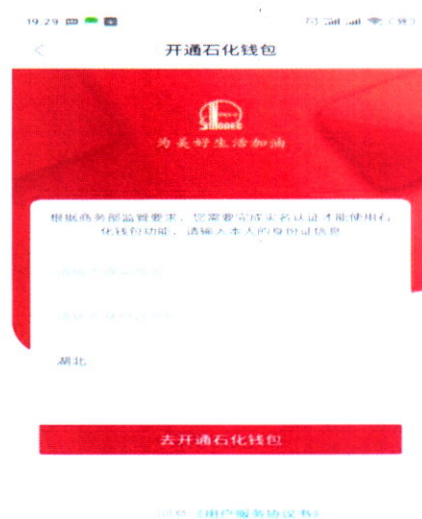 19:29
开通石化钱包
为美好生活加油
根据商务部监管要求，您需要完成实名认证才能使用石
化钱包功能，请输入本人的身份证信息
湖北
去开通石化钱包
同意《用户服务协议书》